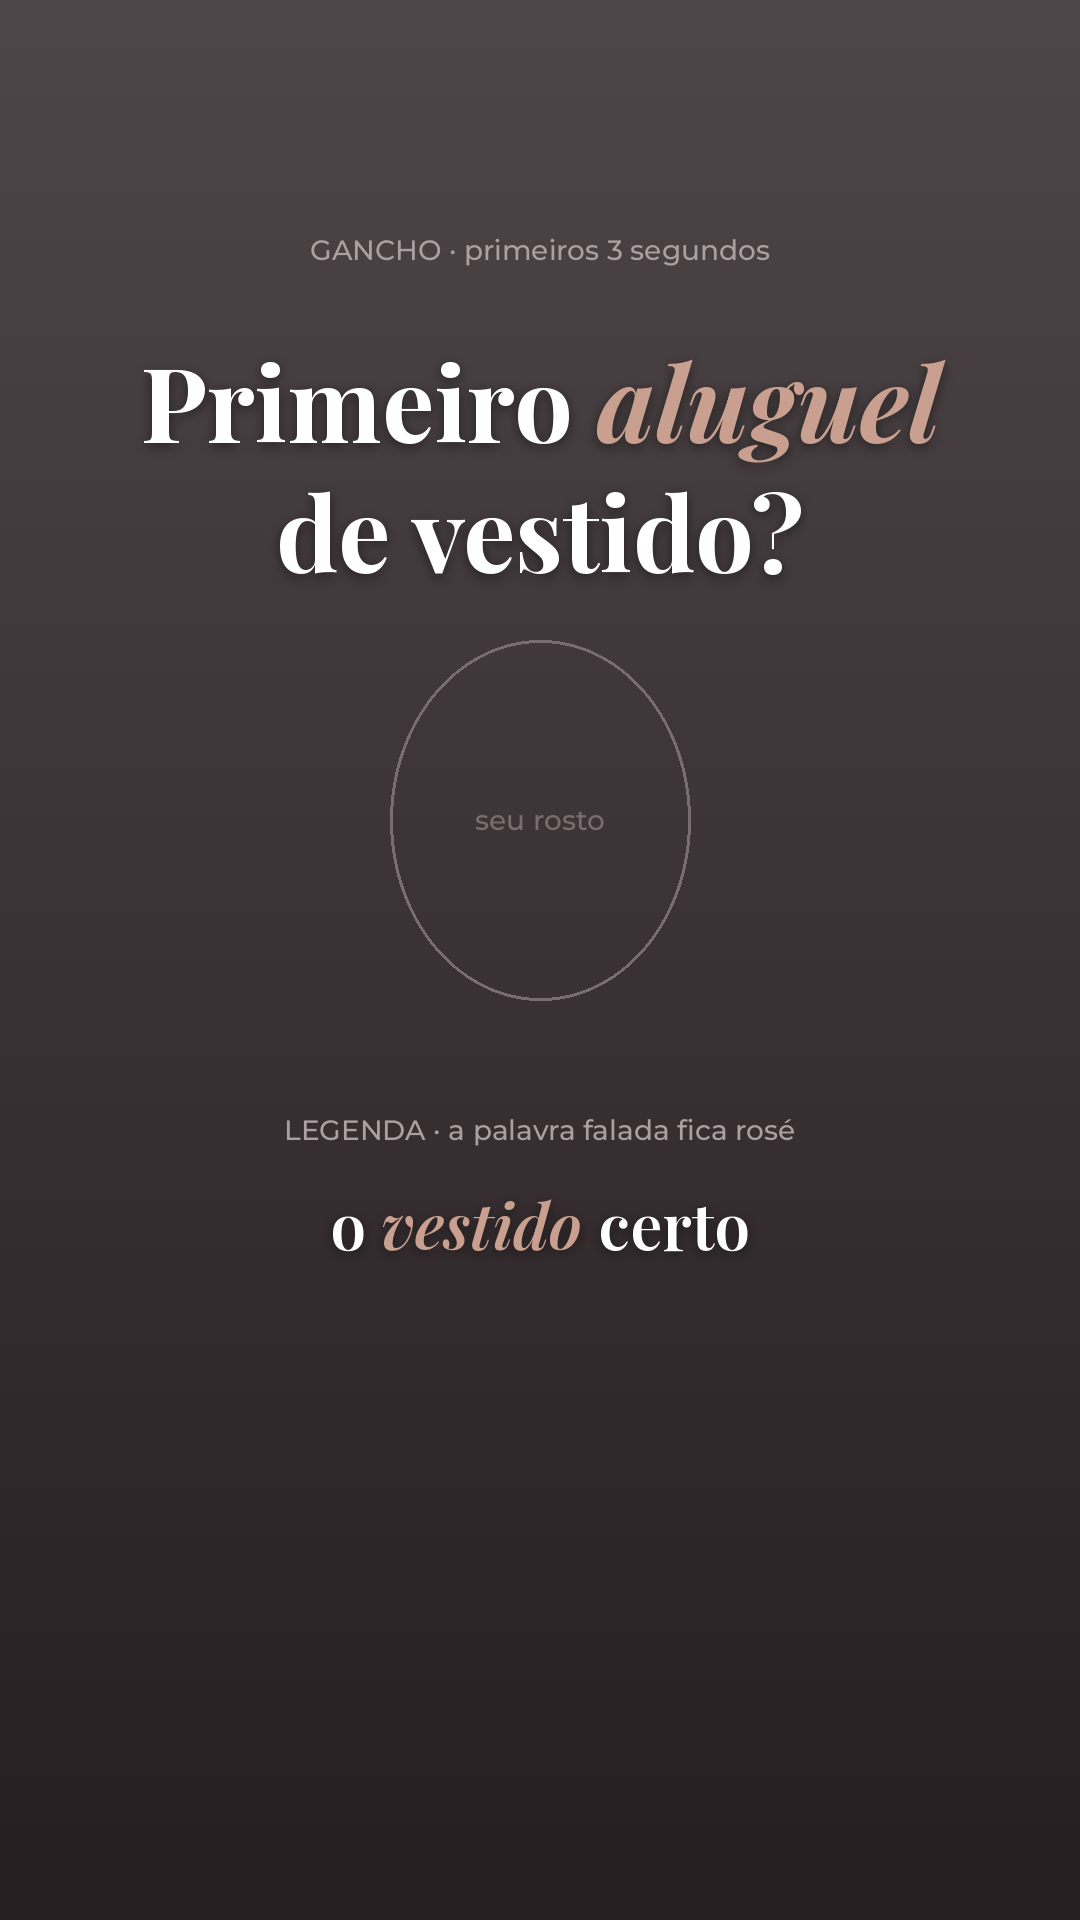 GANCHO · primeiros 3 segundos
Primeiro aluguel
de vestido?
seu rosto
LEGENDA · a palavra falada fica rosé
o vestido certo